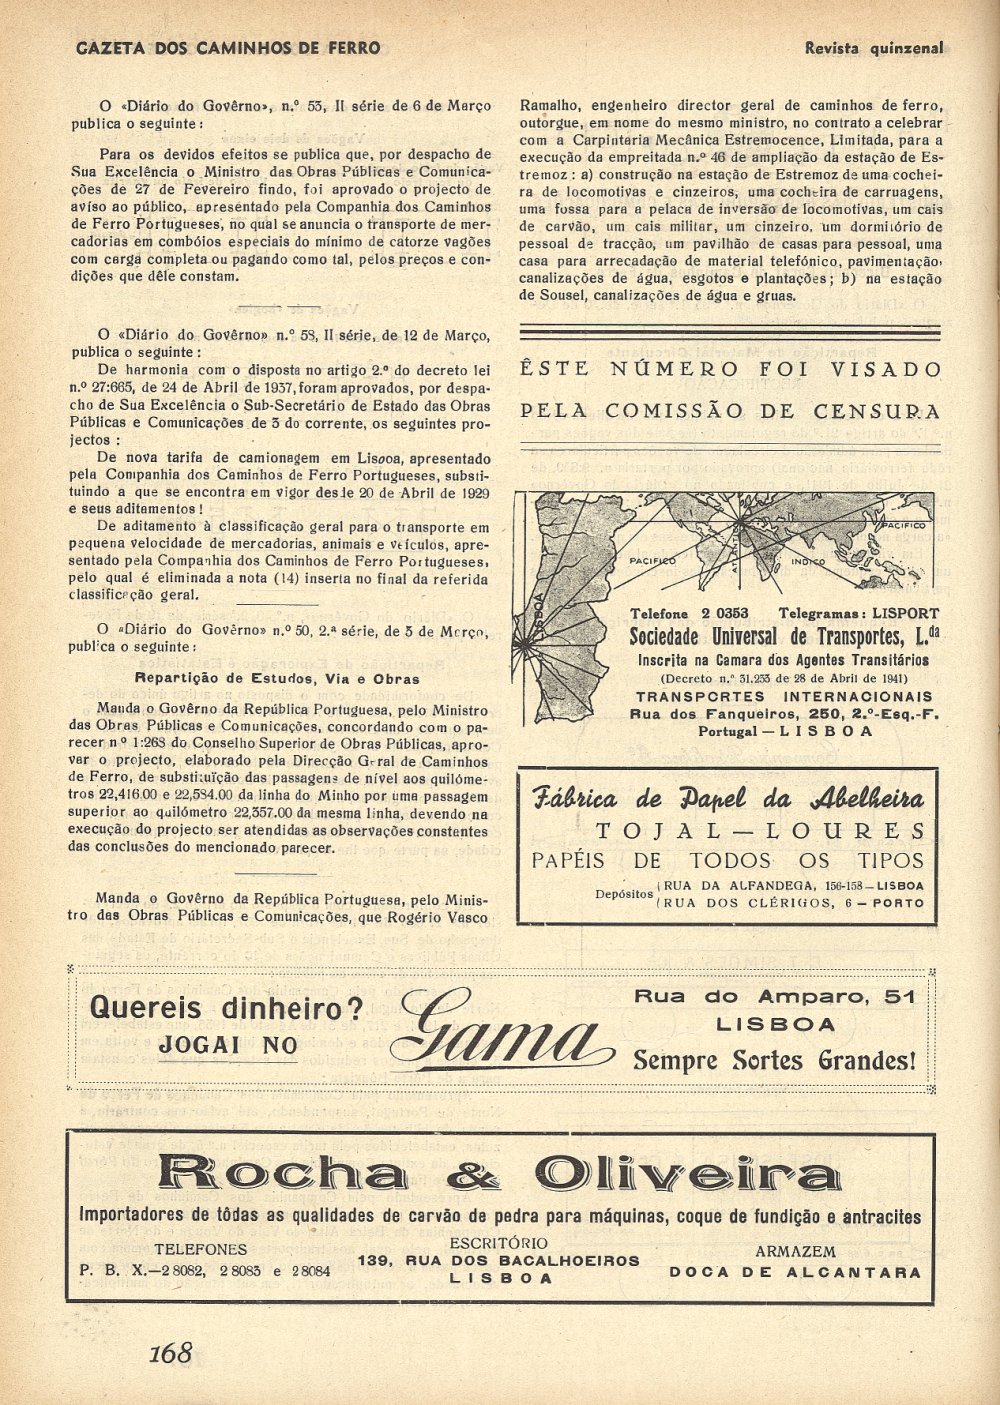 GAZETA DOS CAMINHOS DE FERRO
Revista quinzenal
O «Diário do Govêrno», n.º 53, II série de 6 de Março
publica o seguinte :
Para os devidos efeitos se publica que, por despacho de
Sua Excelência o Ministro das Obras Públicas e Comunica-
ções de 27 de Fevereiro findo, foi aprovado o projecto de
aviso ao público, apresentado pela Companhia dos Caminhos
de Ferro Portugueses, no qual se anuncia o transporte de mer-
cadorias em combóios especiais do mínimo de catorze vagões
com carga completa ou pagando como tal, pelos preços e con-
dições que dêle constam.
O «Diário do Govêrno» n.º 58, II série, de 12 de Março,
publica o seguinte :
De harmonia com o disposto no artigo 2.º do decreto lei
n.º 27:665, de 24 de Abril de 1937, foram aprovados, por despa-
cho de Sua Excelência o Sub-Secretário de Estado das Obras
Públicas e Comunicações de 3 do corrente, os seguintes pro-
jectos :
De nova tarifa de camionagem em Lisboa, apresentado
pela Companhia dos Caminhos de Ferro Portugueses, substi-
tuindo a que se encontra em vigor desde 20 de Abril de 1929
e seus aditamentos !
De aditamento à classificação geral para o transporte em
pequena velocidade de mercadorias, animais e veículos, apre-
sentado pela Companhia dos Caminhos de Ferro Portugueses,
pelo qual é eliminada a nota (14) inserta no final da referida
classificação geral.
O «Diário do Govêrno» n.º 50, 2.ª série, de 3 de Março,
publica o seguinte :
Repartição de Estudos, Via e Obras
Manda o Govêrno da República Portuguesa, pelo Ministro
das Obras Públicas e Comunicações, concordando com o pa-
recer n º 1:263 do Conselho Superior de Obras Públicas, apro-
var o projecto, elaborado pela Direcção Geral de Caminhos
de Ferro, de substituïção das passagens de nível aos quilóme-
tros 22,416.00 e 22,584.00 da linha do Minho por uma passagem
superior ao quilómetro 22,357.00 da mesma linha, devendo na
execução do projecto ser atendidas as observações constantes
das conclusões do mencionado parecer.
Manda o Govêrno da República Portuguesa, pelo Minis-
tro das Obras Públicas e Comunicações, que Rogério Vasco
Ramalho, engenheiro director geral de caminhos de ferro,
outorgue, em nome do mesmo ministro, no contrato a celebrar
com a Carpintaria Mecânica Estremocence, Limitada, para a
execução da empreitada n.º 46 de ampliação da estação de Es-
tremoz : a) construção na estação de Estremoz de uma cochei-
ra de locomotivas e cinzeiros, uma cocheira de carruagens,
uma fossa para a pelaca de inversão de locomotivas, um cais
de carvão, um cais militar, um cinzeiro, um dormitório de
pessoal de tracção, um pavilhão de casas para pessoal, uma
casa para arrecadação de material telefónico, pavimentação,
canalizações de água, esgotos e plantações ; b) na estação
de Sousel, canalizações de água e gruas.
ÊSTE NÚMERO FOI VISADO
PELA COMISSÃO DE CENSURA
PACIFICO
ATLANTICO
INDICO
PACIFICO
LISBOA
Telefone 2 0353 Telegramas : LISPORT
Sociedade Universal de Transportes, L.da
Inscrita na Camara dos Agentes Transitários
(Decreto n.º 31.233 de 28 de Abril de 1941)
TRANSPORTES INTERNACIONAIS
Rua dos Fanqueiros, 250, 2.º-Esq.-F.
Portugal — LISBOA
Fábrica de Papel da Abelheira
TOJAL — LOURES
PAPÉIS DE TODOS OS TIPOS
Depósitos
RUA DA ALFANDEGA, 156-158 — LISBOA
RUA DOS CLÉRIGOS, 6 — PORTO
Quereis dinheiro?
JOGAI NO
Gama
Rua do Amparo, 51
LISBOA
Sempre Sortes Grandes!
Rocha & Oliveira
Importadores de tôdas as qualidades de carvão de pedra para máquinas, coque de fundição e antracites
TELEFONES
P. B. X.—2 8082, 2 8083 e 2 8084
ESCRITÓRIO
139, RUA DOS BACALHOEIROS
LISBOA
ARMAZEM
DOCA DE ALCANTARA
168